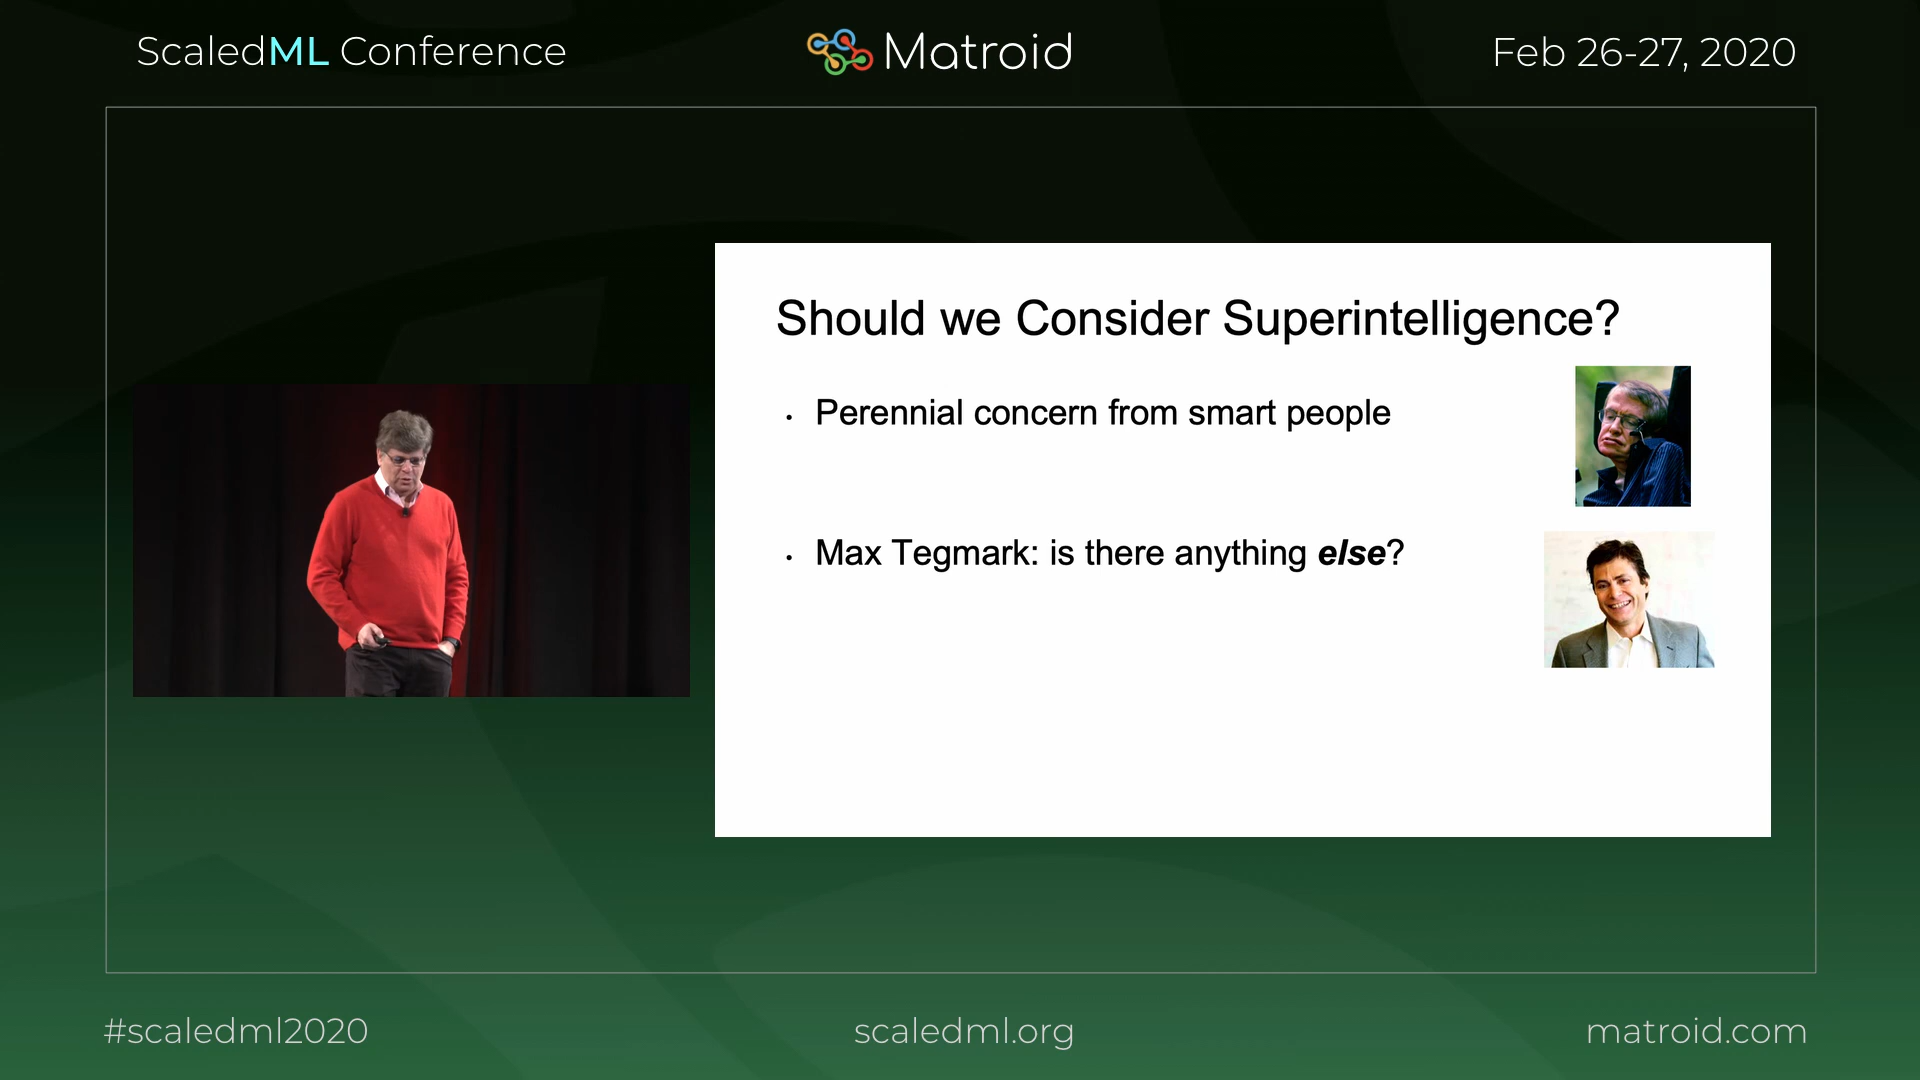 ScaledML Conference
Matroid
Feb 26-27, 2020
Should we Consider Superintelligence?
• Perennial concern from smart people
• Max Tegmark: is there anything else?
#scaledml2020
scaledml.org
matroid.com